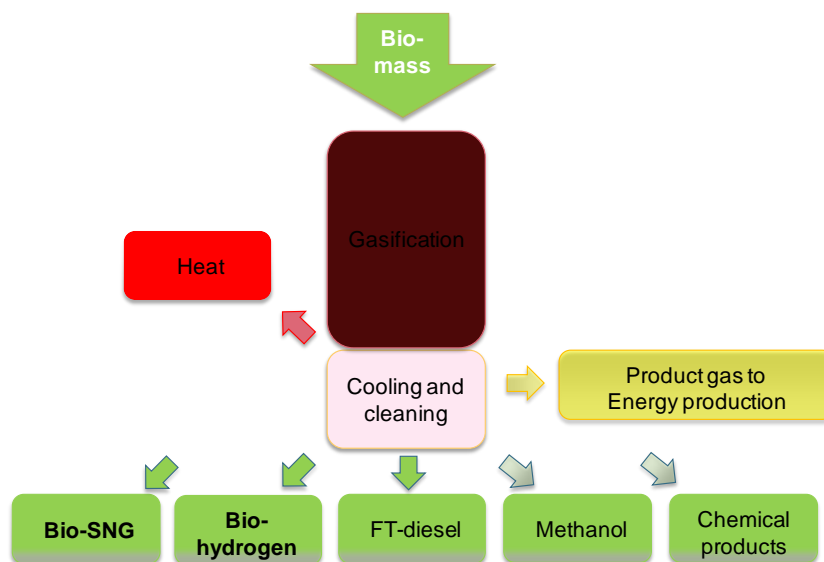 Bio-
mass
Gasification
Heat
Cooling and
cleaning
Product gas to
Energy production
Bio-SNG
Bio-
hydrogen
FT-diesel
Methanol
Chemical
products